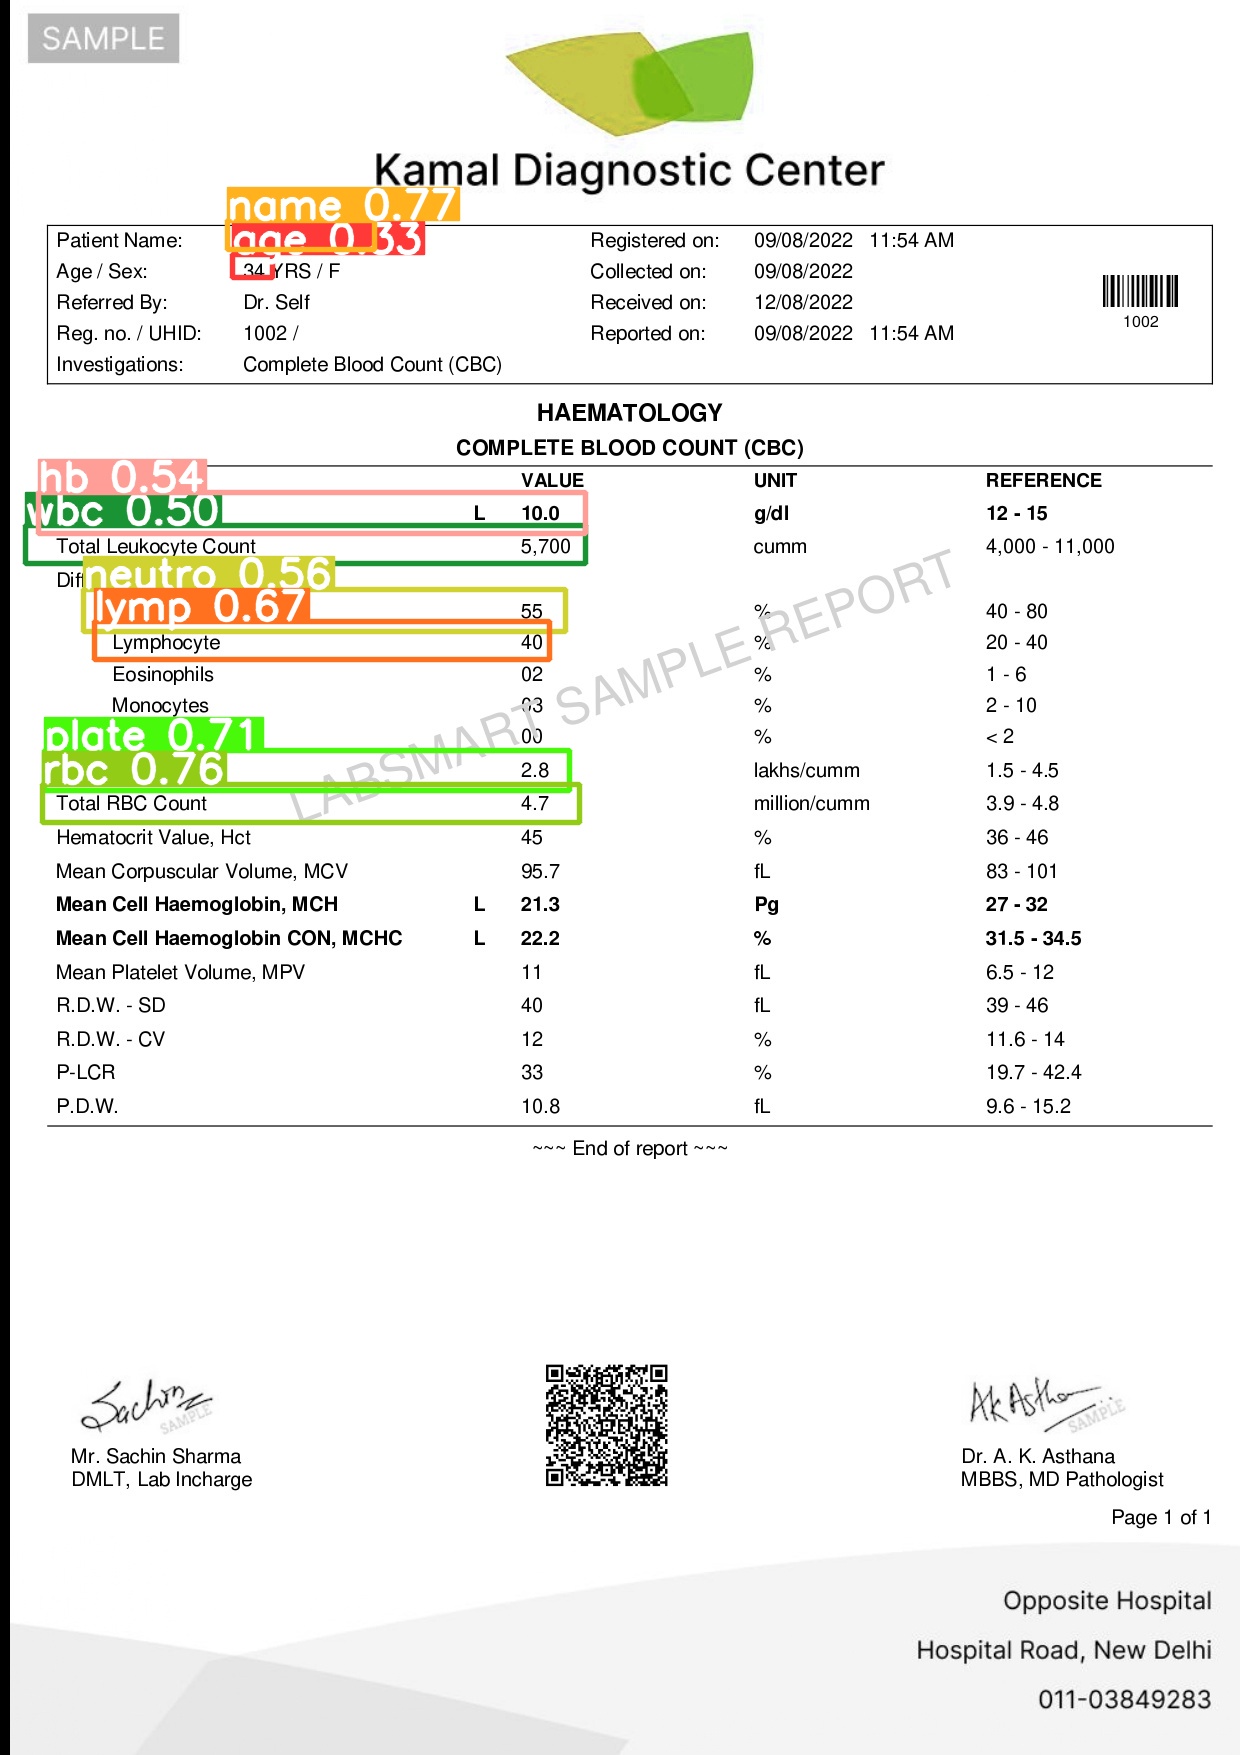 SAMPLE
Kamal Diagnostic Center
name 0.77
Patient Name: age 0.33 Registered on: 09/08/2022 11:54 AM
Age / Sex: 34 YRS / F Collected on: 09/08/2022
Referred By: Dr. Self Received on: 12/08/2022
Reg. no. / UHID: 1002 / Reported on: 09/08/2022 11:54 AM
1002
Investigations: Complete Blood Count (CBC)
HAEMATOLOGY
COMPLETE BLOOD COUNT (CBC)
hb 0.54 VALUE UNIT REFERENCE
wbc 0.50 L 10.0 g/dl 12 - 15
Total Leukocyte Count 5,700 cumm 4,000 - 11,000
neutro 0.56
lymp 0.67 55 % 40 - 80
Lymphocyte 40 % 20 - 40
Eosinophils 02 % 1 - 6
Monocytes 03 % 2 - 10
plate 0.71 00 % < 2
rbc 0.76 2.8 lakhs/cumm 1.5 - 4.5
Total RBC Count 4.7 million/cumm 3.9 - 4.8
Hematocrit Value, Hct 45 % 36 - 46
Mean Corpuscular Volume, MCV 95.7 fL 83 - 101
Mean Cell Haemoglobin, MCH L 21.3 Pg 27 - 32
Mean Cell Haemoglobin CON, MCHC L 22.2 % 31.5 - 34.5
Mean Platelet Volume, MPV 11 fL 6.5 - 12
R.D.W. - SD 40 fL 39 - 46
R.D.W. - CV 12 % 11.6 - 14
P-LCR 33 % 19.7 - 42.4
P.D.W. 10.8 fL 9.6 - 15.2
LABSMART SAMPLE REPORT
~~~ End of report ~~~
Sachin
SAMPLE
Mr. Sachin Sharma
DMLT, Lab Incharge
AK Astha
SAMPLE
Dr. A. K. Asthana
MBBS, MD Pathologist
Page 1 of 1
Opposite Hospital
Hospital Road, New Delhi
011-03849283